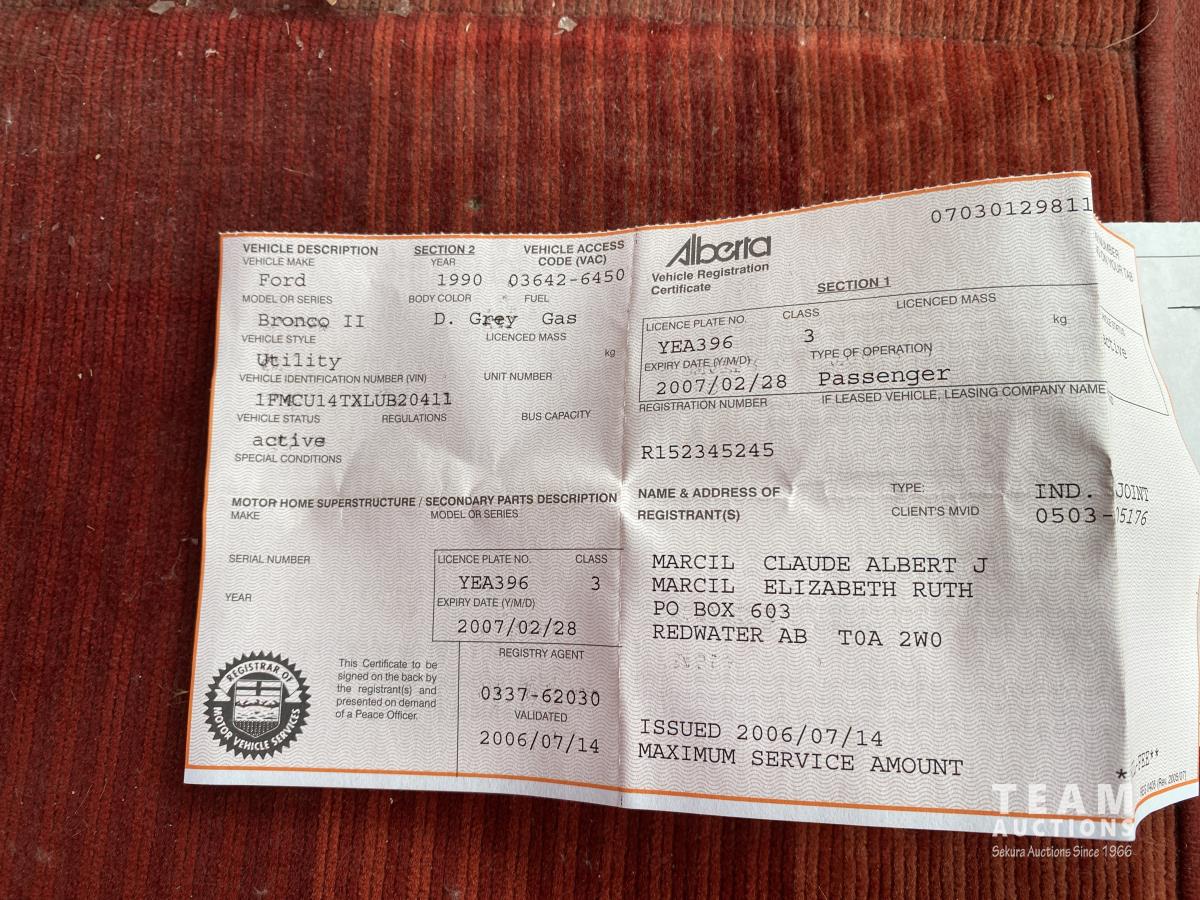 07030129811
VEHICLE DESCRIPTION SECTION 2 VEHICLE ACCESS CODE (VAC)
VEHICLE MAKE YEAR
Ford 1990 03642-6450
MODEL OR SERIES BODY COLOR FUEL
Bronco II D. Grey Gas
VEHICLE STYLE LICENCED MASS
Utility kg
VEHICLE IDENTIFICATION NUMBER (VIN) UNIT NUMBER
1FMCU14TXLUB20411
VEHICLE STATUS REGULATIONS BUS CAPACITY
active
SPECIAL CONDITIONS
MOTOR HOME SUPERSTRUCTURE / SECONDARY PARTS DESCRIPTION
MAKE MODEL OR SERIES
SERIAL NUMBER
YEAR
LICENCE PLATE NO. CLASS
YEA396 3
EXPIRY DATE (Y/M/D)
2007/02/28
REGISTRY AGENT
0337-62030
VALIDATED
2006/07/14
REGISTRAR OF
MOTOR VEHICLE SERVICES
This Certificate to be
signed on the back by
the registrant(s) and
presented on demand
of a Peace Officer.
Alberta
Vehicle Registration
Certificate
SECTION 1
LICENCE PLATE NO. CLASS LICENCED MASS
YEA396 3 kg
EXPIRY DATE (Y/M/D) TYPE OF OPERATION
2007/02/28 Passenger
REGISTRATION NUMBER IF LEASED VEHICLE, LEASING COMPANY NAME
R152345245
NAME & ADDRESS OF TYPE: IND. JOINT
REGISTRANT(S) CLIENT'S MVID 0503-05176
MARCIL CLAUDE ALBERT J
MARCIL ELIZABETH RUTH
PO BOX 603
REDWATER AB T0A 2W0
ISSUED 2006/07/14
MAXIMUM SERVICE AMOUNT
TEAM
AUCTIONS
Sekura Auctions Since 1966